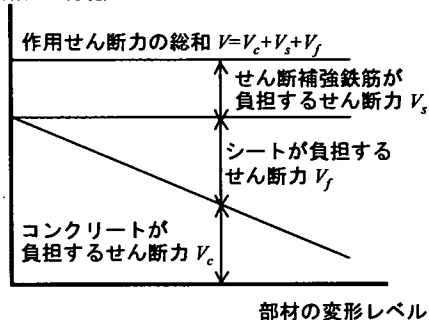 作用せん断力の総和 V=Vc+Vs+Vf
せん断補強鉄筋が
負担するせん断力 Vs
シートが負担する
せん断力 Vf
コンクリートが
負担するせん断力 Vc
部材の変形レベル